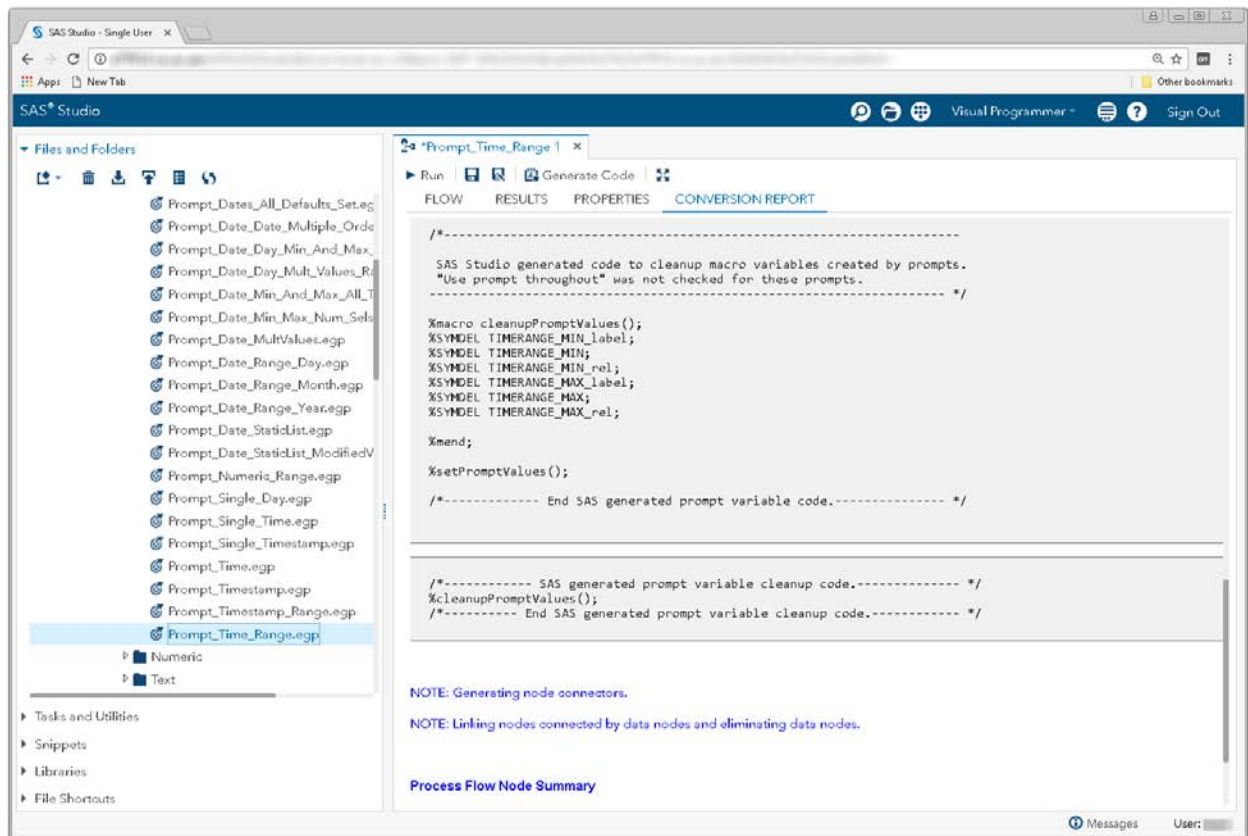 SAS Studio - Single User
Apps New Tab
OFF
Other bookmarks
SAS® Studio
Visual Programmer
Sign Out
Files and Folders
Prompt_Dates_All_Defaults_Set.eg
Prompt_Date_Date_Multiple_Orde
Prompt_Date_Day_Min_And_Max_
Prompt_Date_Day_Mult_Values_Ra
Prompt_Date_Min_And_Max_All_T
Prompt_Date_Min_Max_Num_Sels
Prompt_Date_MultValues.egp
Prompt_Date_Range_Day.egp
Prompt_Date_Range_Month.egp
Prompt_Date_Range_Year.egp
Prompt_Date_StaticList.egp
Prompt_Date_StaticList_ModifiedV
Prompt_Numeric_Range.egp
Prompt_Single_Day.egp
Prompt_Single_Time.egp
Prompt_Single_Timestamp.egp
Prompt_Time.egp
Prompt_Timestamp.egp
Prompt_Timestamp_Range.egp
Prompt_Time_Range.egp
Numeric
Text
Tasks and Utilities
Snippets
Libraries
File Shortcuts
*Prompt_Time_Range 1
Run Generate Code
FLOW RESULTS PROPERTIES CONVERSION REPORT
/*-----------------------------------------------------------------
SAS Studio generated code to cleanup macro variables created by prompts.
"Use prompt throughout" was not checked for these prompts.
---------------------------------------------------------------- */
%macro cleanupPromptValues();
%SYMDEL TIMERANGE_MIN_label;
%SYMDEL TIMERANGE_MIN;
%SYMDEL TIMERANGE_MIN_rel;
%SYMDEL TIMERANGE_MAX_label;
%SYMDEL TIMERANGE_MAX;
%SYMDEL TIMERANGE_MAX_rel;
%mend;
%setPromptValues();
/*------------- End SAS generated prompt variable code.--------------- */
/*------------ SAS generated prompt variable cleanup code.-------------- */
%cleanupPromptValues();
/*---------- End SAS generated prompt variable cleanup code.------------ */
NOTE: Generating node connectors.
NOTE: Linking nodes connected by data nodes and eliminating data nodes.
Process Flow Node Summary
Messages User: